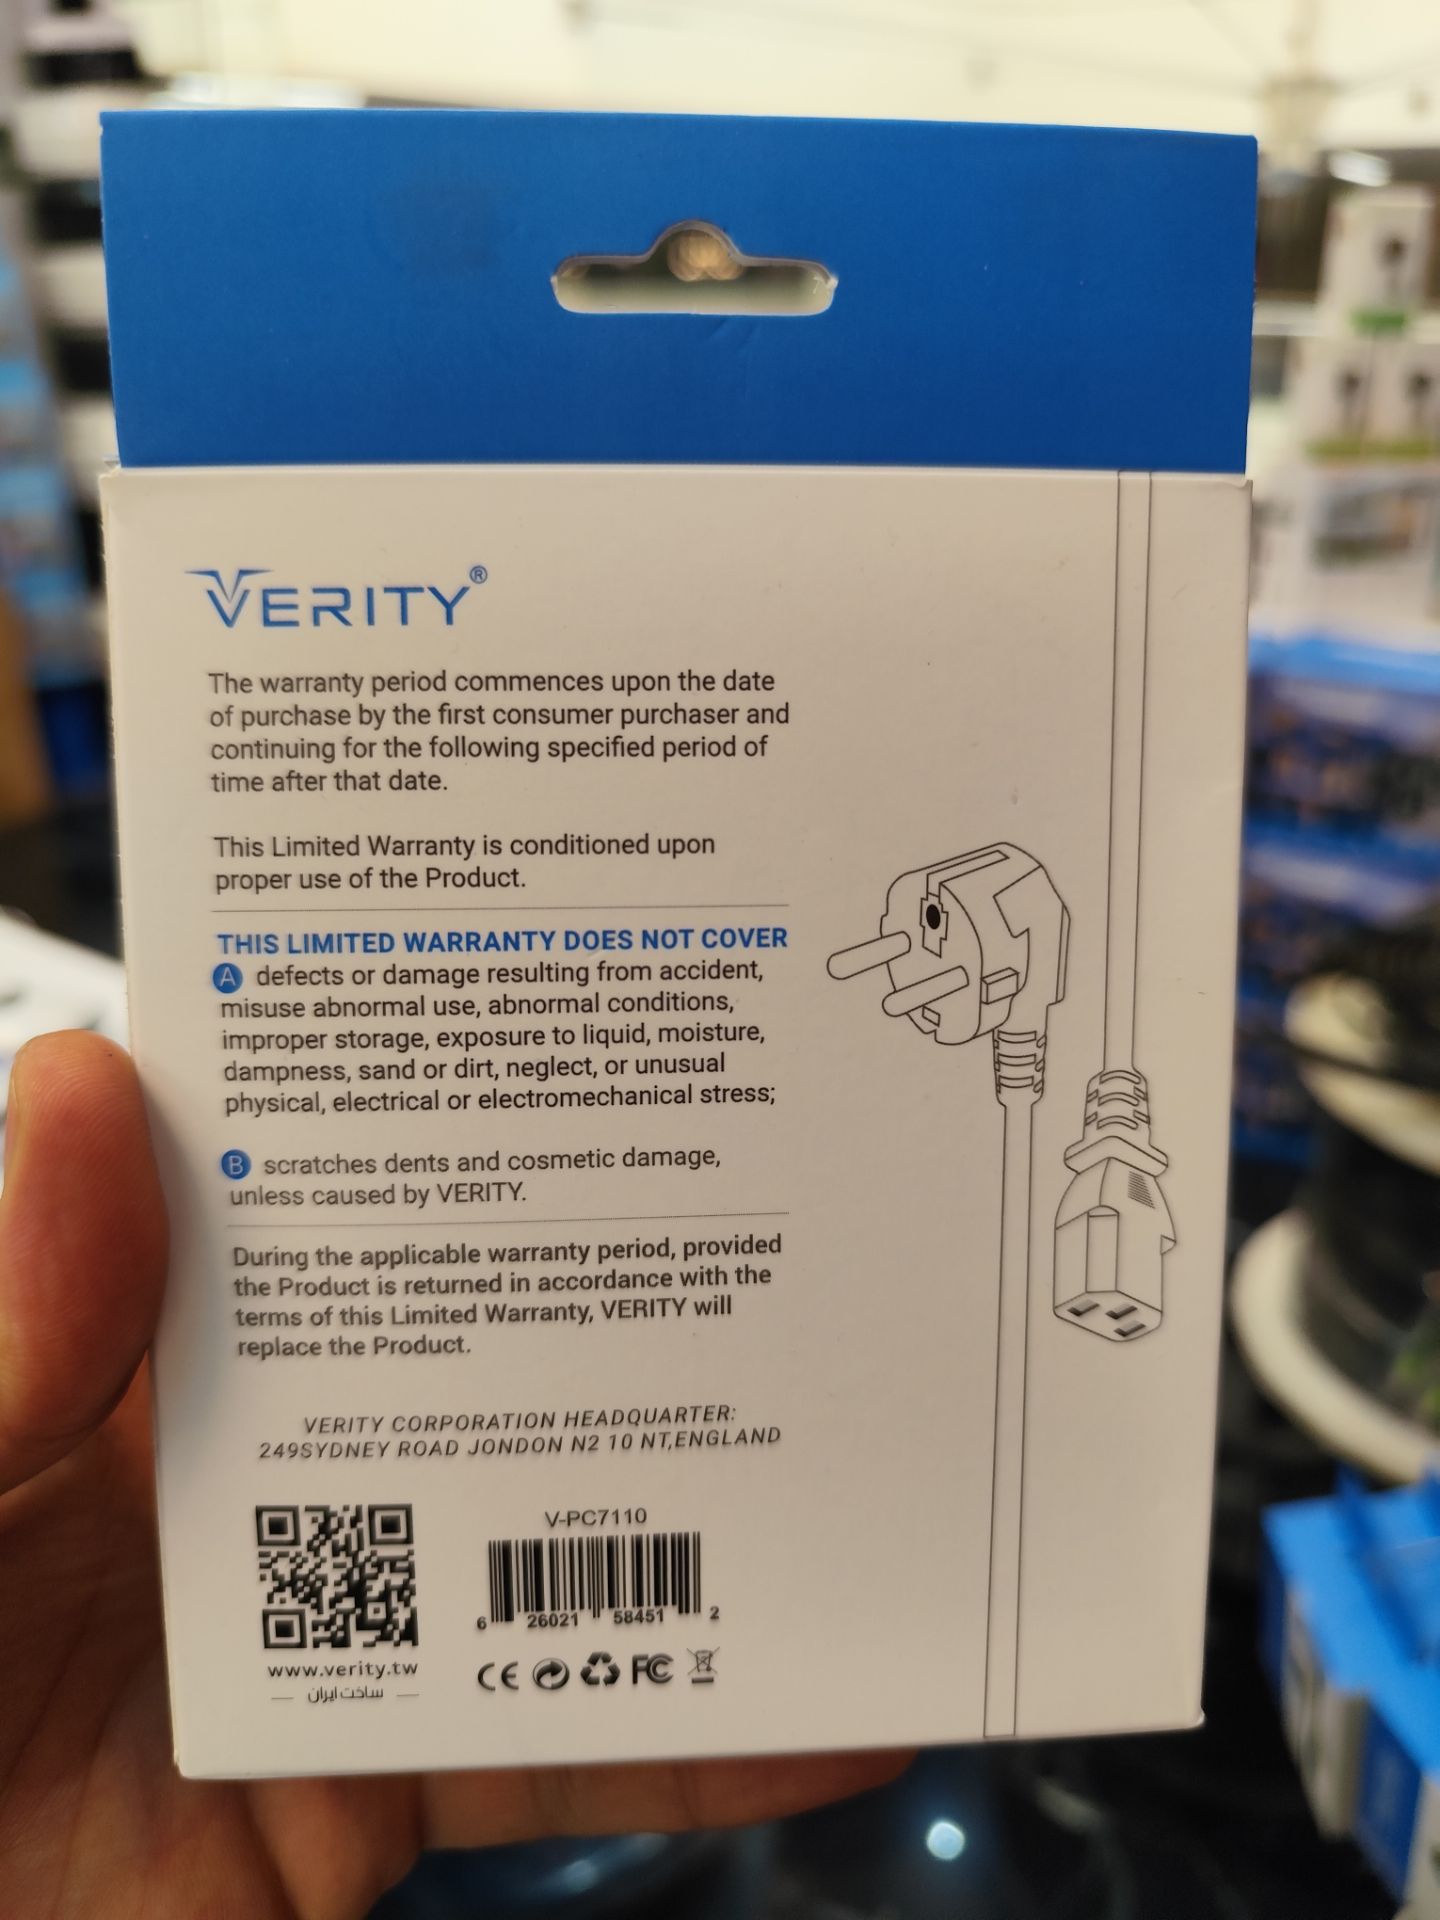 VERITY®
The warranty period commences upon the date
of purchase by the first consumer purchaser and
continuing for the following specified period of
time after that date.
This Limited Warranty is conditioned upon
proper use of the Product.
THIS LIMITED WARRANTY DOES NOT COVER
A defects or damage resulting from accident,
misuse abnormal use, abnormal conditions,
improper storage, exposure to liquid, moisture,
dampness, sand or dirt, neglect, or unusual
physical, electrical or electromechanical stress;
B scratches dents and cosmetic damage,
unless caused by VERITY.
During the applicable warranty period, provided
the Product is returned in accordance with the
terms of this Limited Warranty, VERITY will
replace the Product.
VERITY CORPORATION HEADQUARTER:
249SYDNEY ROAD JONDON N2 10 NT,ENGLAND
V-PC7110
6 26021 58451 2
www.verity.tw
ساخت ایران
CE FC